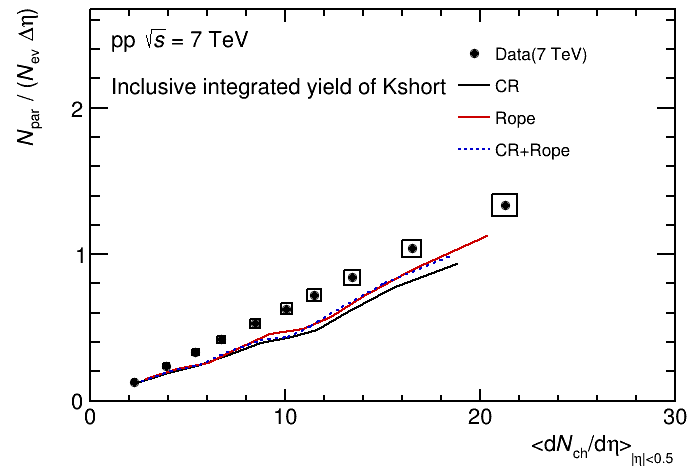 N_par / (N_ev Δη)
pp √s = 7 TeV
Inclusive integrated yield of Kshort
Data(7 TeV)
CR
Rope
CR+Rope
2
1
0
0 10 20 30
<dN_ch/dη>_|η|<0.5